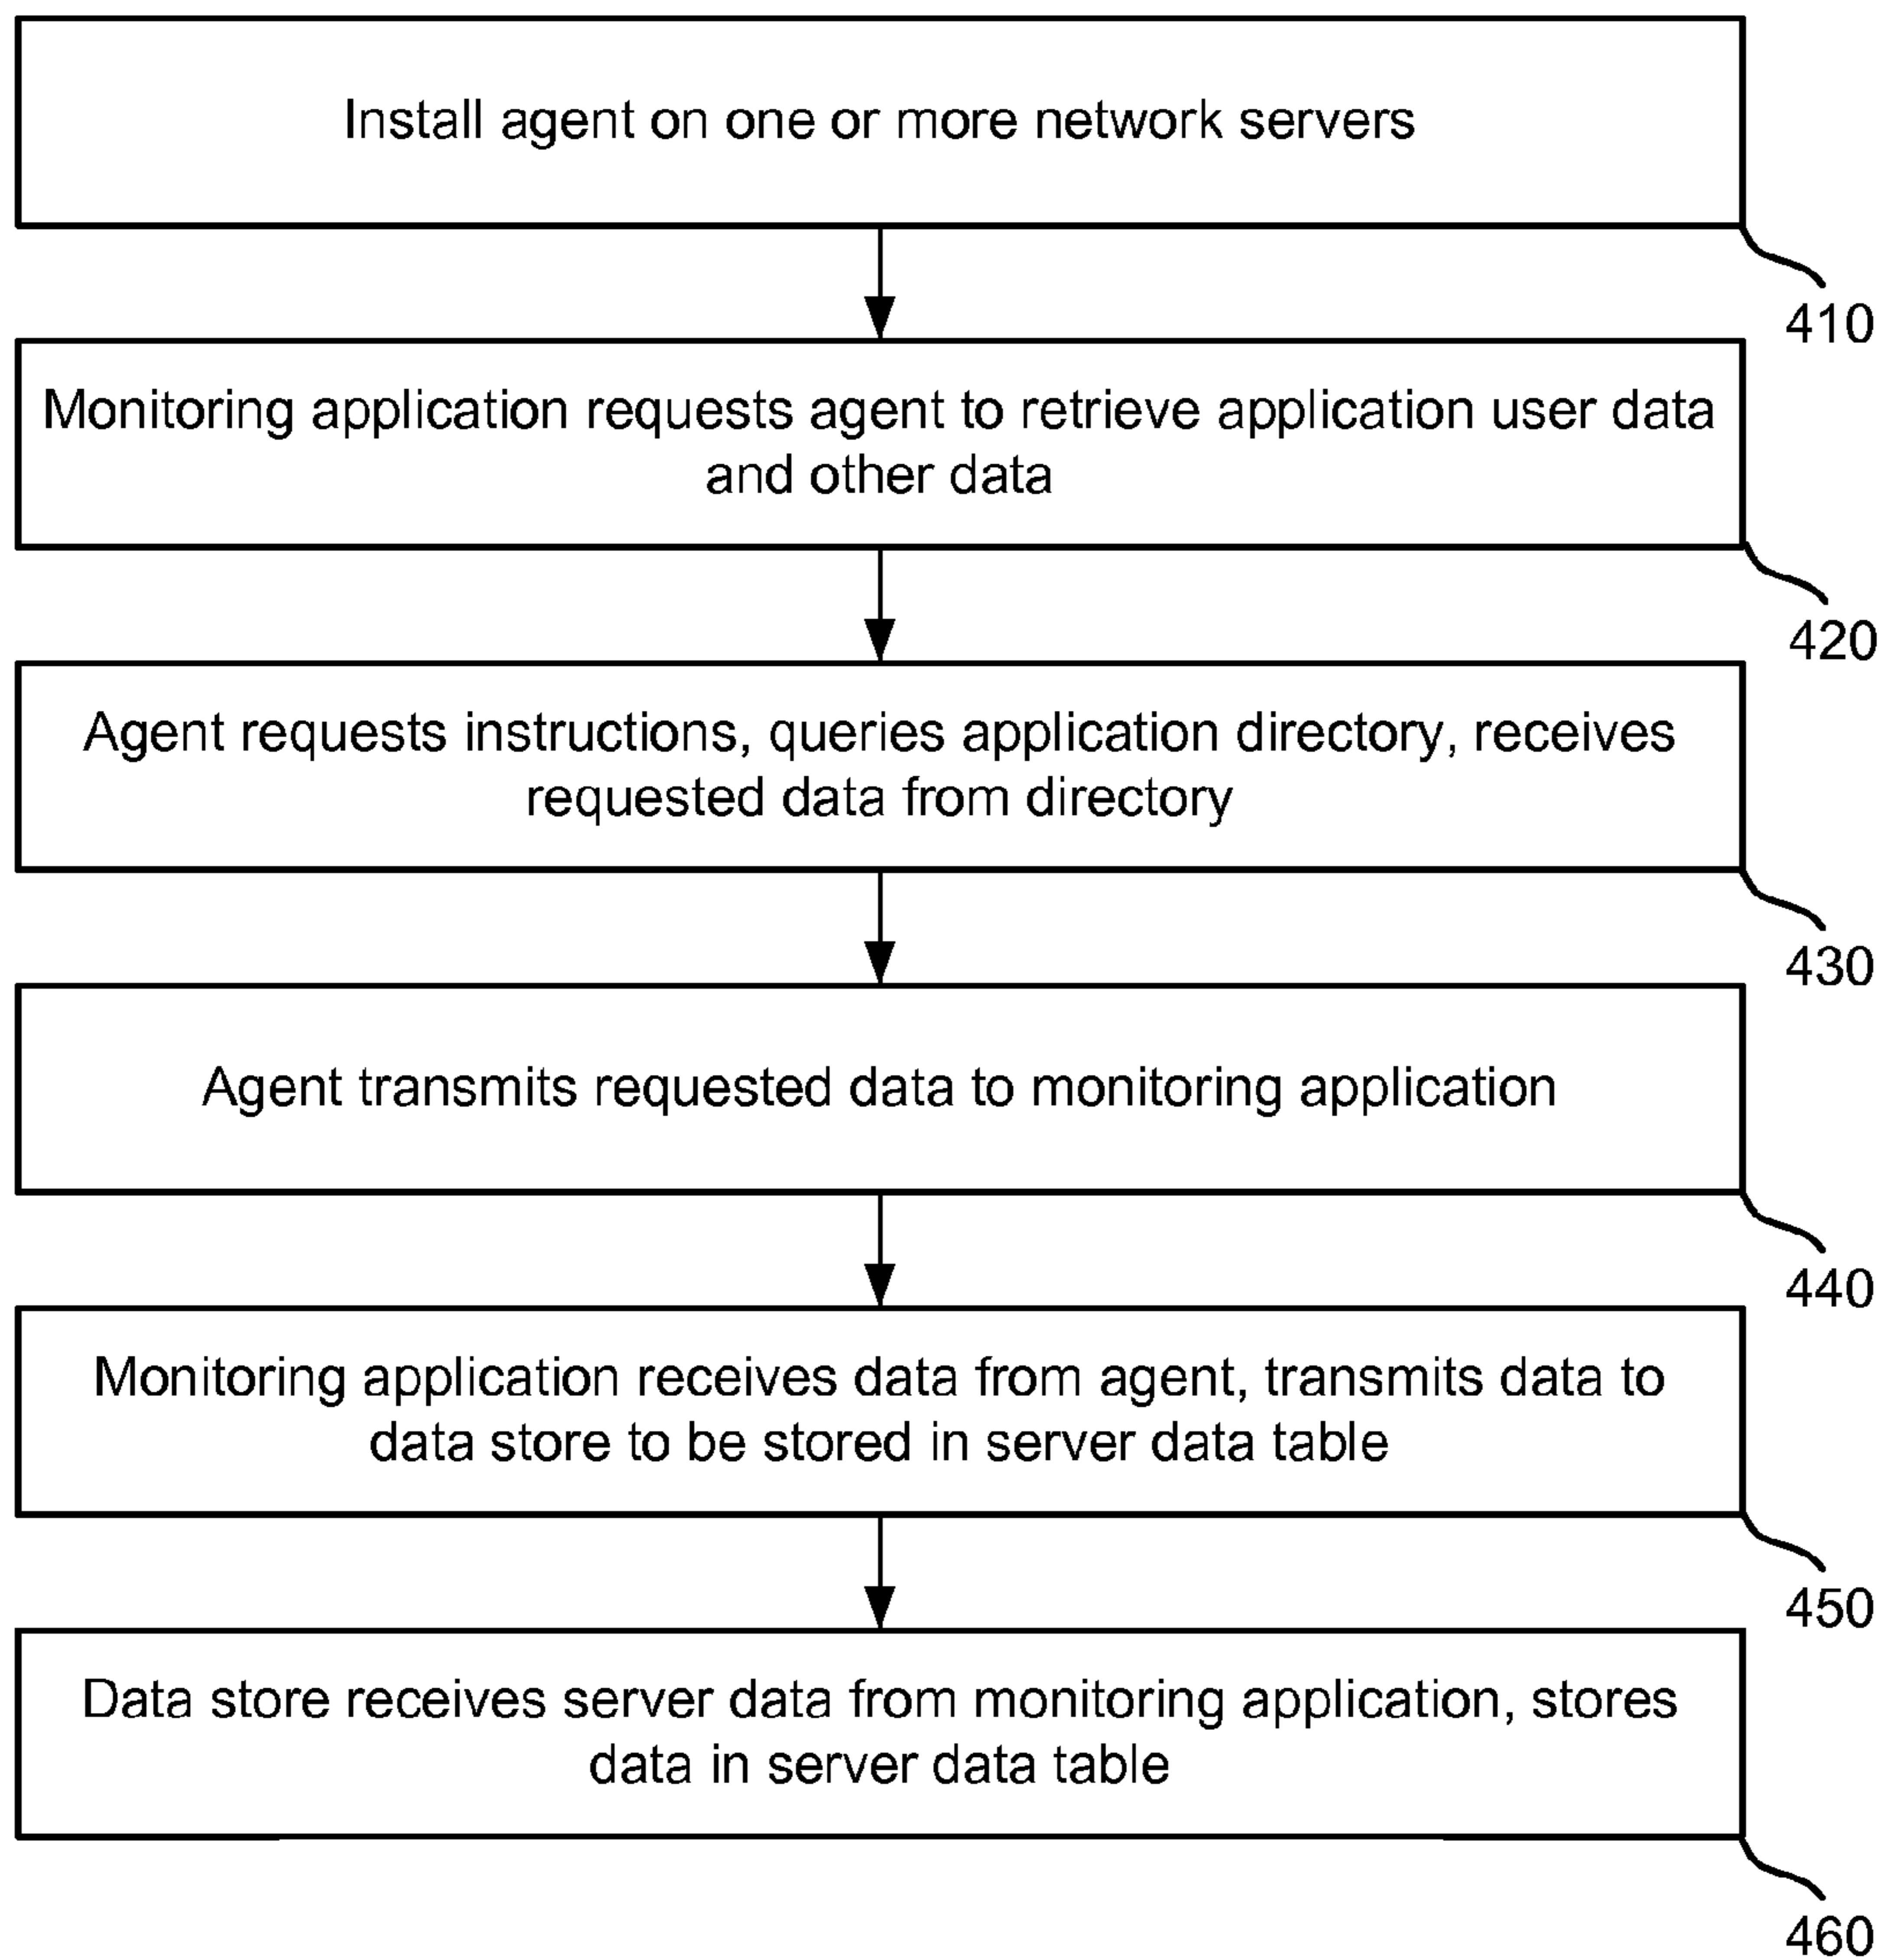 Install agent on one or more network servers
410
Monitoring application requests agent to retrieve application user data
and other data
420
Agent requests instructions, queries application directory, receives
requested data from directory
430
Agent transmits requested data to monitoring application
440
Monitoring application receives data from agent, transmits data to
data store to be stored in server data table
450
Data store receives server data from monitoring application, stores
data in server data table
460